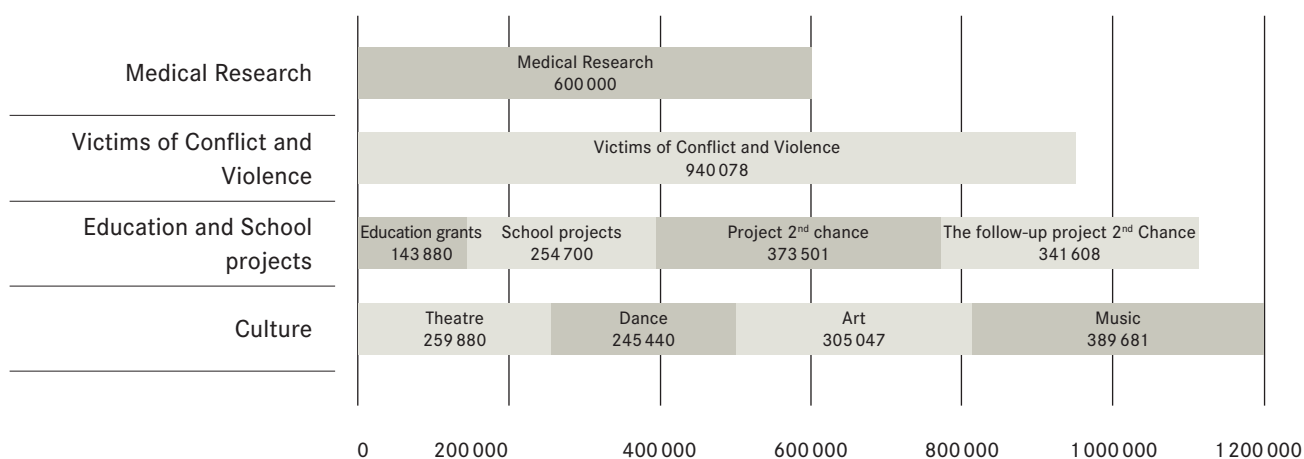 Medical Research
Medical Research
600 000
Victims of Conflict and
Violence
Victims of Conflict and Violence
940 078
Education and School
projects
Education grants
143 880
School projects
254 700
Project 2nd chance
373 501
The follow-up project 2nd Chance
341 608
Culture
Theatre
259 880
Dance
245 440
Art
305 047
Music
389 681
0 200 000 400 000 600 000 800 000 1 000 000 1 200 000